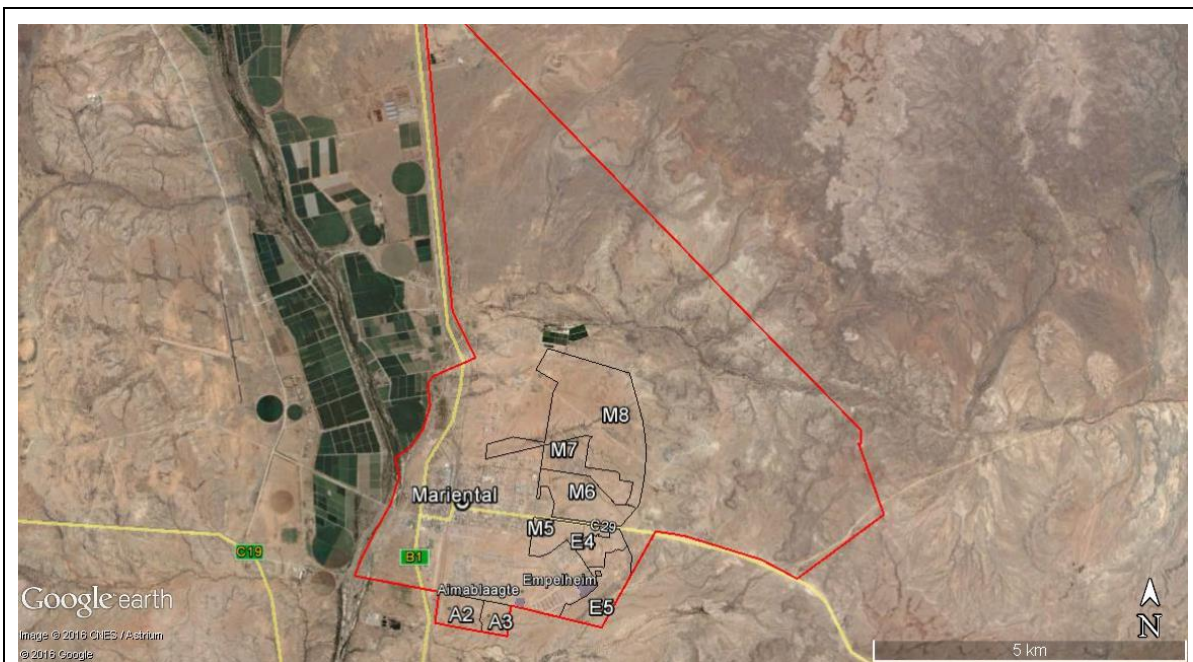 M8
M7
M6
Mariental
M5
C29
E4
C19
B1
Aimablaagte
Empelheim
A2
A3
E5
Google earth
Image © 2016 CNES / Astrium
© 2016 Google
N
5 km